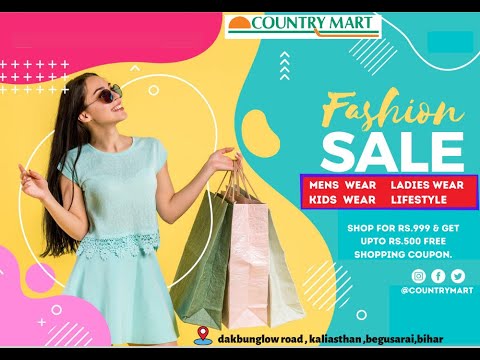 COUNTRY MART
Fashion
SALE
MENS WEAR LADIES WEAR
KIDS WEAR LIFESTYLE
SHOP FOR RS.999 & GET
UPTO RS.500 FREE
SHOPPING COUPON.
@COUNTRYMART
dakbunglow road , kaliasthan ,begusarai,bihar